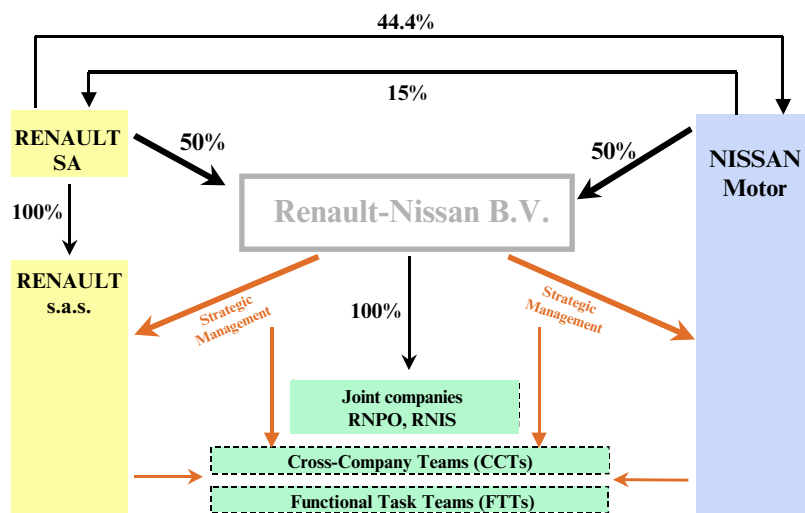 44.4%
15%
RENAULT
SA
50%
50%
NISSAN
Motor
Renault-Nissan B.V.
100%
RENAULT
s.a.s.
Strategic
Management
100%
Strategic
Management
Joint companies
RNPO, RNIS
Cross-Company Teams (CCTs)
Functional Task Teams (FTTs)